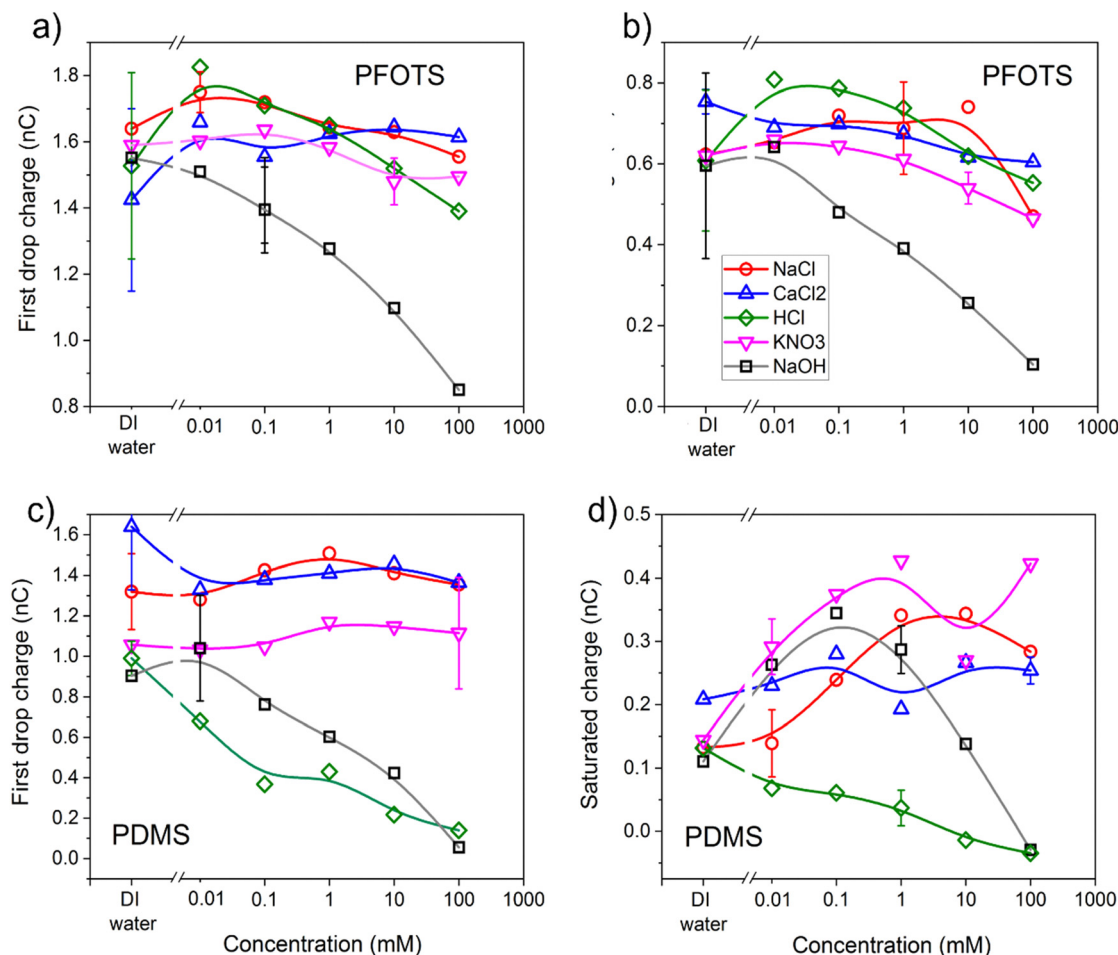 a)
PFOTS
First drop charge (nC)
1.8
1.6
1.4
1.2
1.0
0.8
DI
water
0.01
0.1
1
10
100
1000
b)
PFOTS
0.8
0.6
0.4
0.2
0.0
NaCl
CaCl2
HCl
KNO3
NaOH
DI
water
0.01
0.1
1
10
100
1000
c)
First drop charge (nC)
1.6
1.4
1.2
1.0
0.8
0.6
0.4
0.2
0.0
PDMS
DI
water
0.01
0.1
1
10
100
1000
Concentration (mM)
d)
Saturated charge (nC)
0.5
0.4
0.3
0.2
0.1
0.0
PDMS
DI
water
0.01
0.1
1
10
100
1000
Concentration (mM)